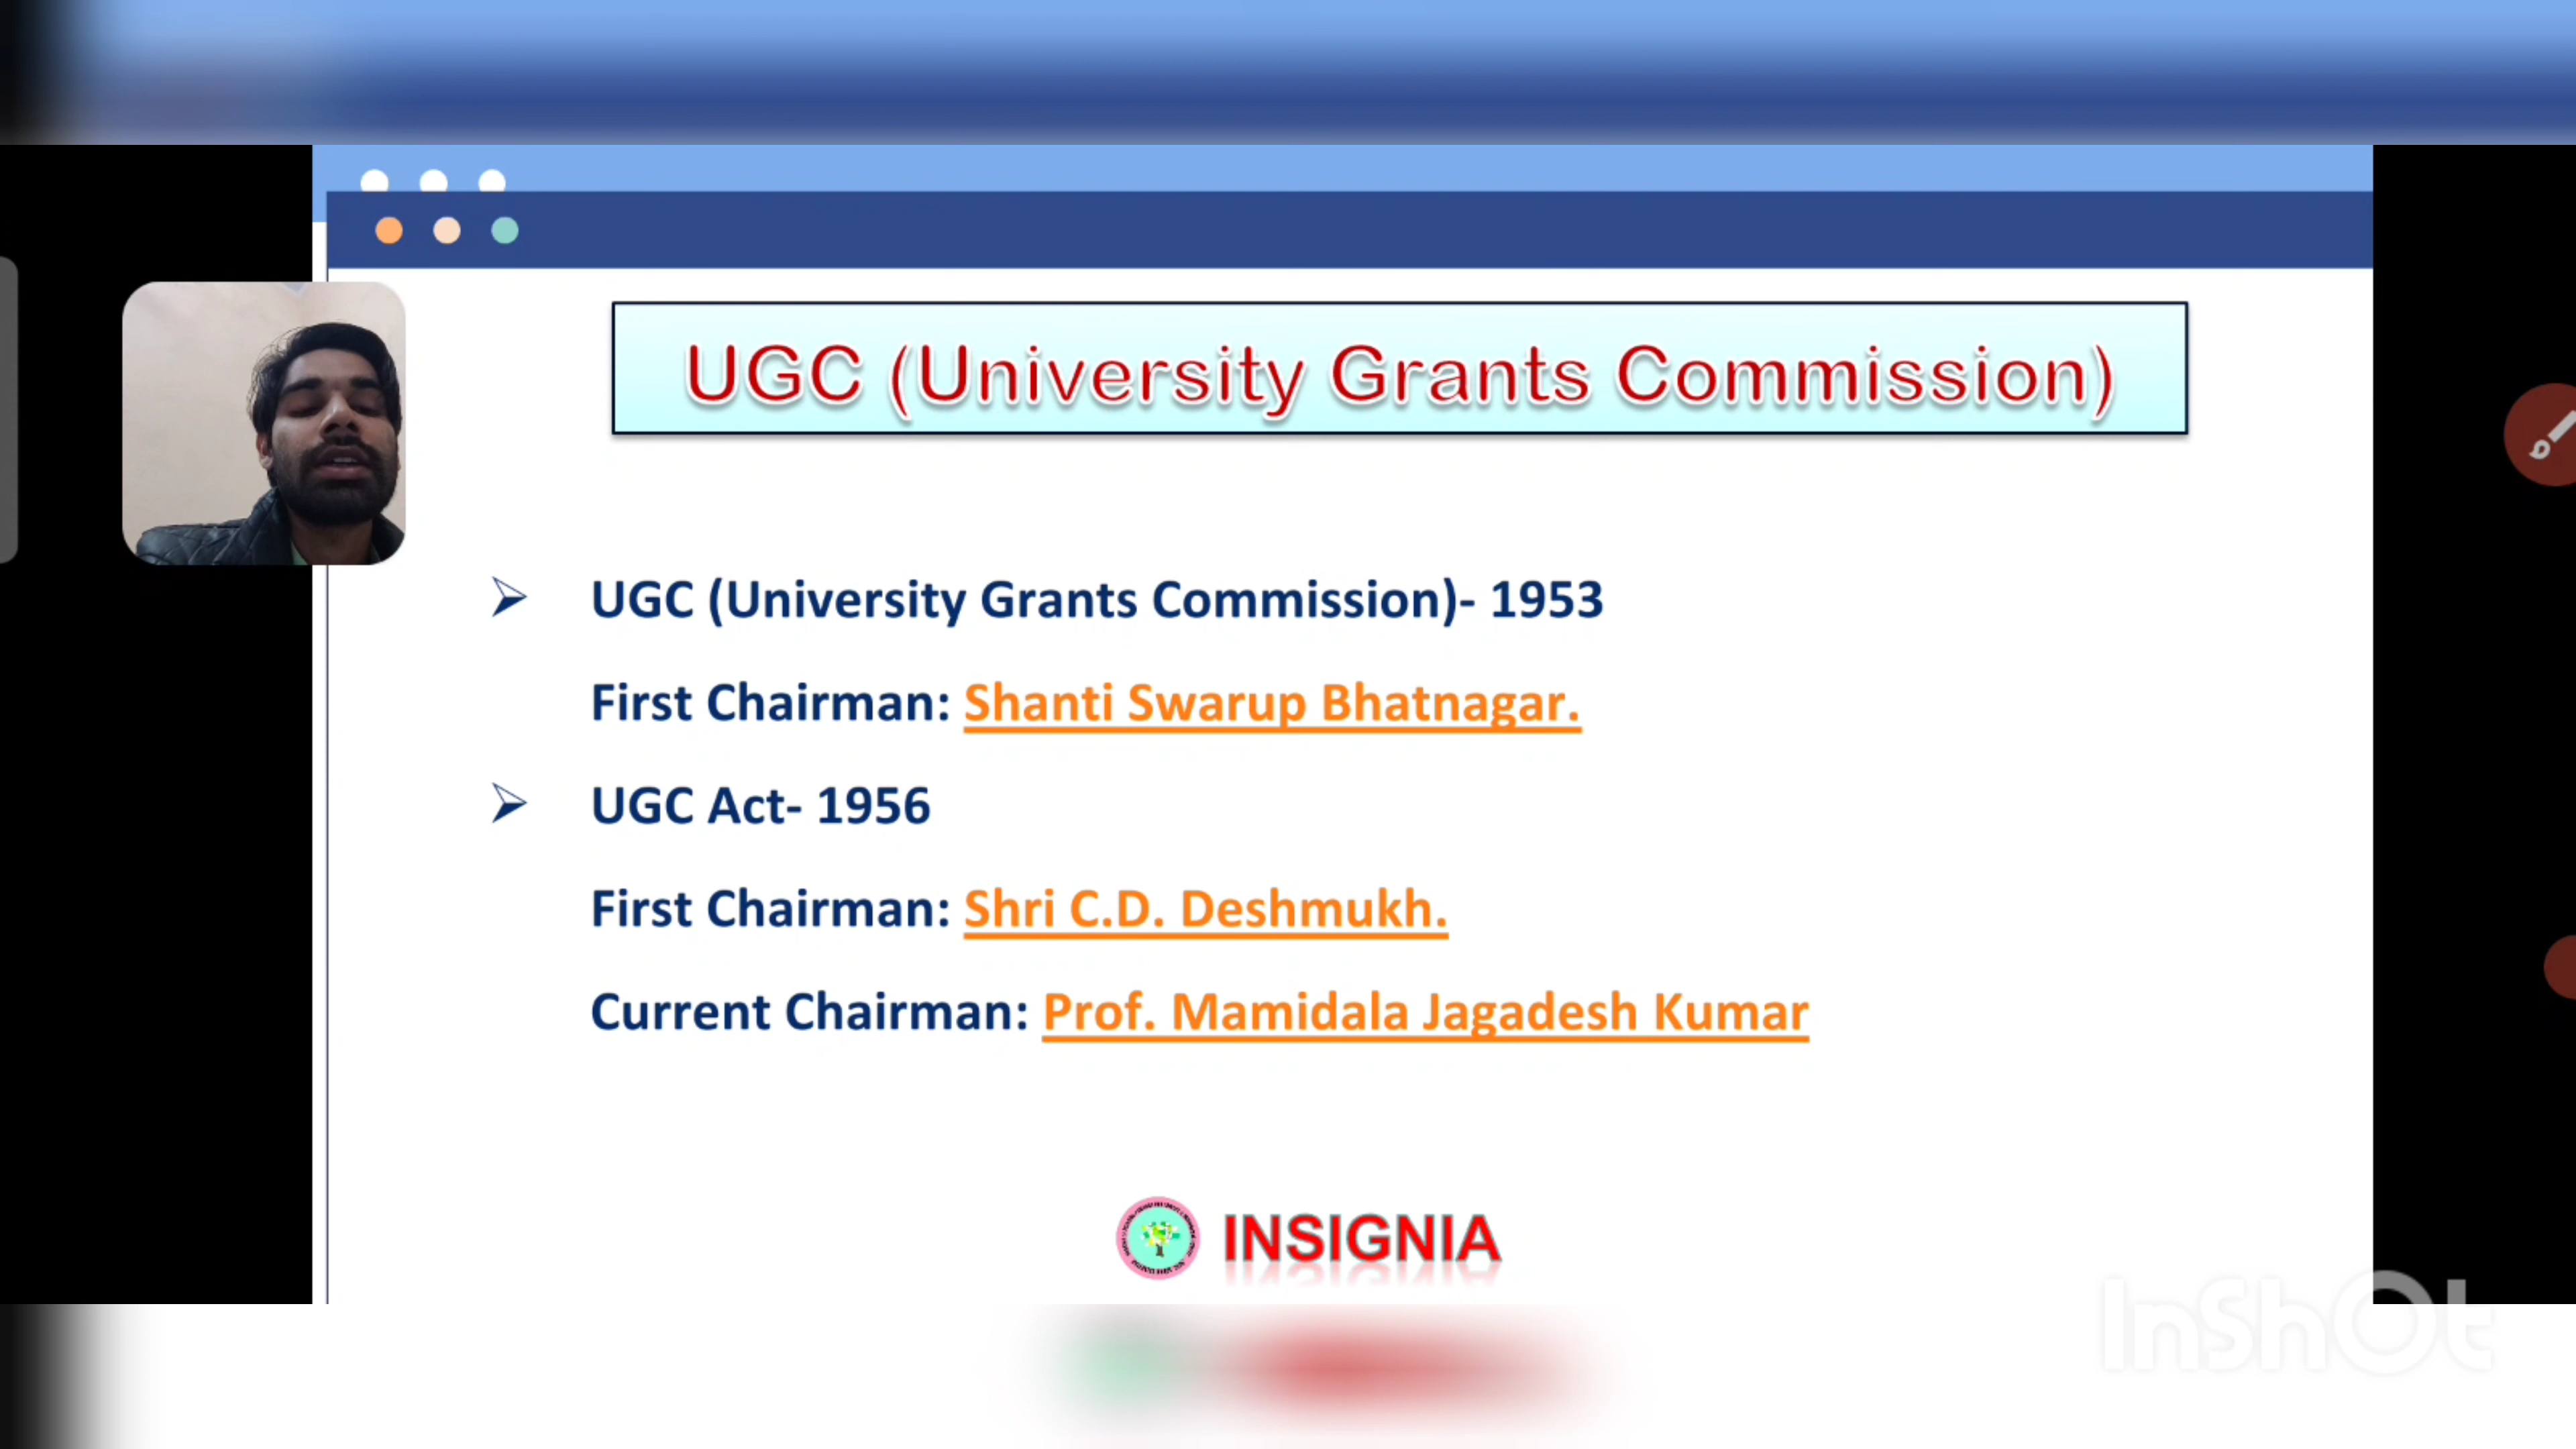 UGC (University Grants Commission)
➢ UGC (University Grants Commission)- 1953
First Chairman: Shanti Swarup Bhatnagar.
➢ UGC Act- 1956
First Chairman: Shri C.D. Deshmukh.
Current Chairman: Prof. Mamidala Jagadesh Kumar
INSIGNIA
InShOt